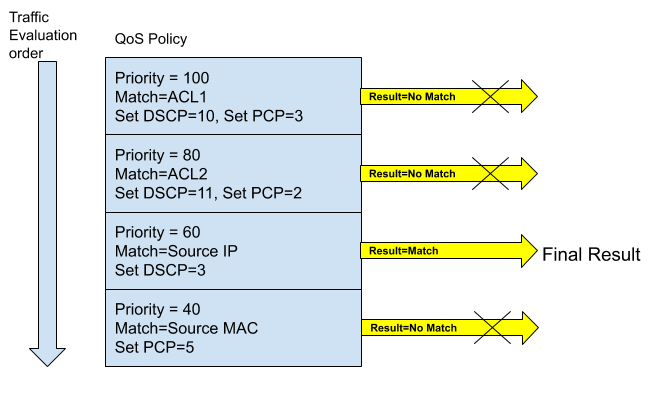 Traffic
Evaluation
order
QoS Policy
Priority = 100
Match=ACL1
Set DSCP=10, Set PCP=3
Result=No Match
Priority = 80
Match=ACL2
Set DSCP=11, Set PCP=2
Result=No Match
Priority = 60
Match=Source IP
Set DSCP=3
Result=Match
Final Result
Priority = 40
Match=Source MAC
Set PCP=5
Result=No Match